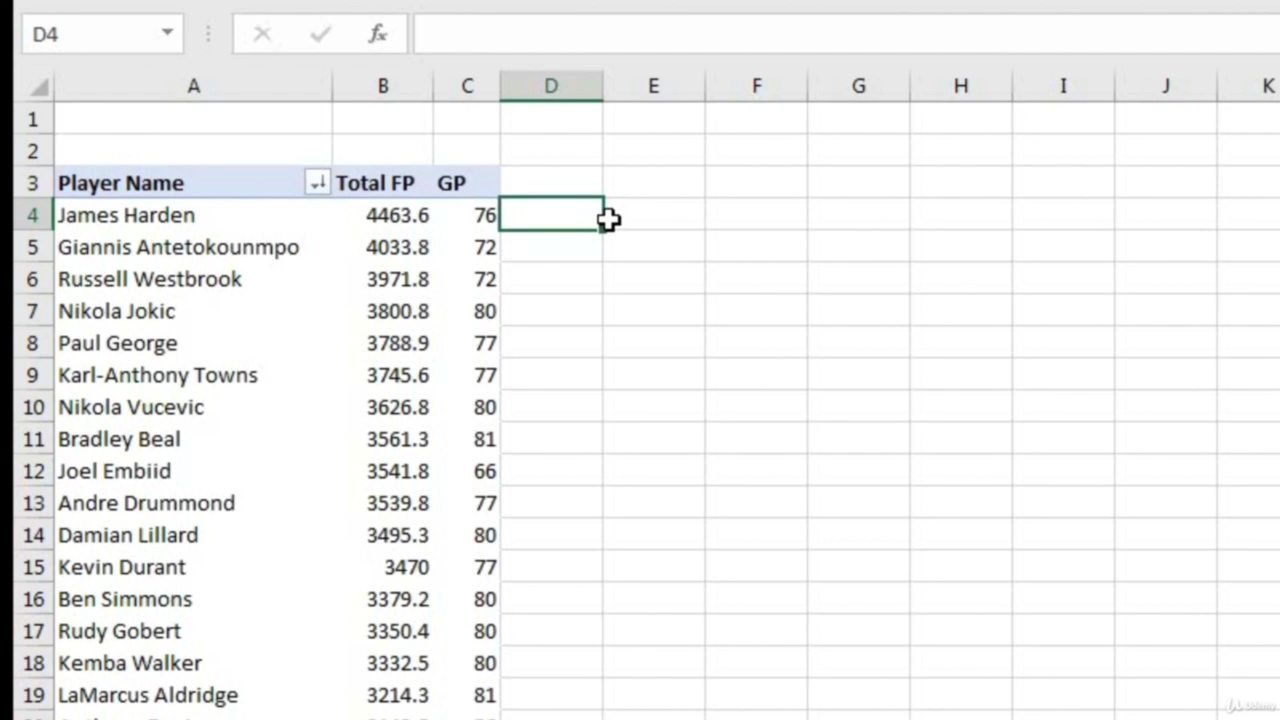 D4 fx
A B C D E F G H I J K
1
2
3 Player Name Total FP GP
4 James Harden 4463.6 76
5 Giannis Antetokounmpo 4033.8 72
6 Russell Westbrook 3971.8 72
7 Nikola Jokic 3800.8 80
8 Paul George 3788.9 77
9 Karl-Anthony Towns 3745.6 77
10 Nikola Vucevic 3626.8 80
11 Bradley Beal 3561.3 81
12 Joel Embiid 3541.8 66
13 Andre Drummond 3539.8 77
14 Damian Lillard 3495.3 80
15 Kevin Durant 3470 77
16 Ben Simmons 3379.2 80
17 Rudy Gobert 3350.4 80
18 Kemba Walker 3332.5 80
19 LaMarcus Aldridge 3214.3 81
Udemy